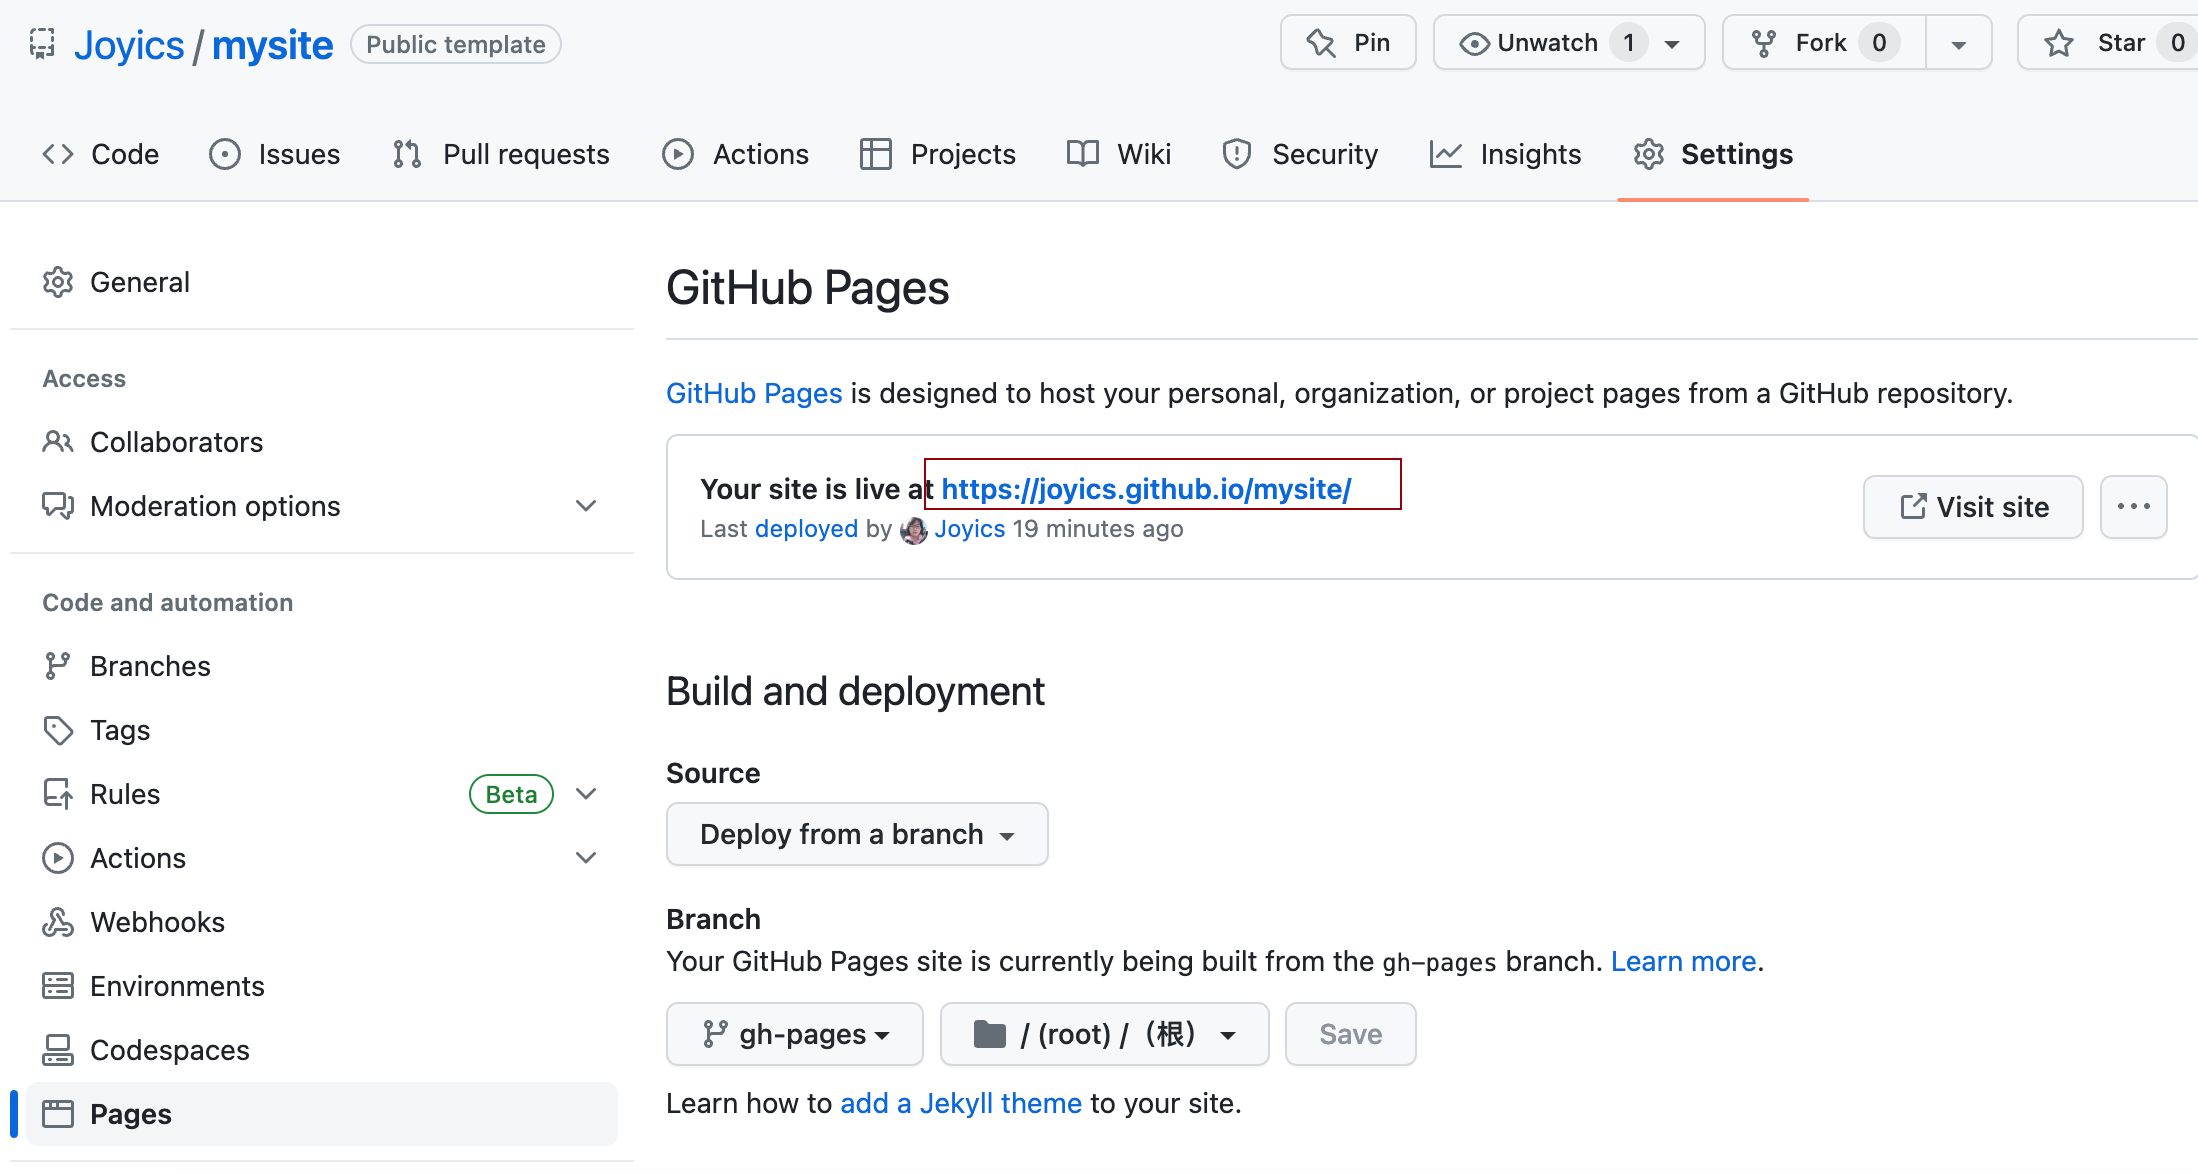 Joyics / mysite Public template Pin Unwatch 1 Fork 0 Star 0
Code Issues Pull requests Actions Projects Wiki Security Insights Settings
General
Access
Collaborators
Moderation options
Code and automation
Branches
Tags
Rules Beta
Actions
Webhooks
Environments
Codespaces
Pages
GitHub Pages
GitHub Pages is designed to host your personal, organization, or project pages from a GitHub repository.
Your site is live at https://joyics.github.io/mysite/
Last deployed by Joyics 19 minutes ago
Visit site
Build and deployment
Source
Deploy from a branch
Branch
Your GitHub Pages site is currently being built from the gh-pages branch. Learn more.
gh-pages / (root) /（根） Save
Learn how to add a Jekyll theme to your site.